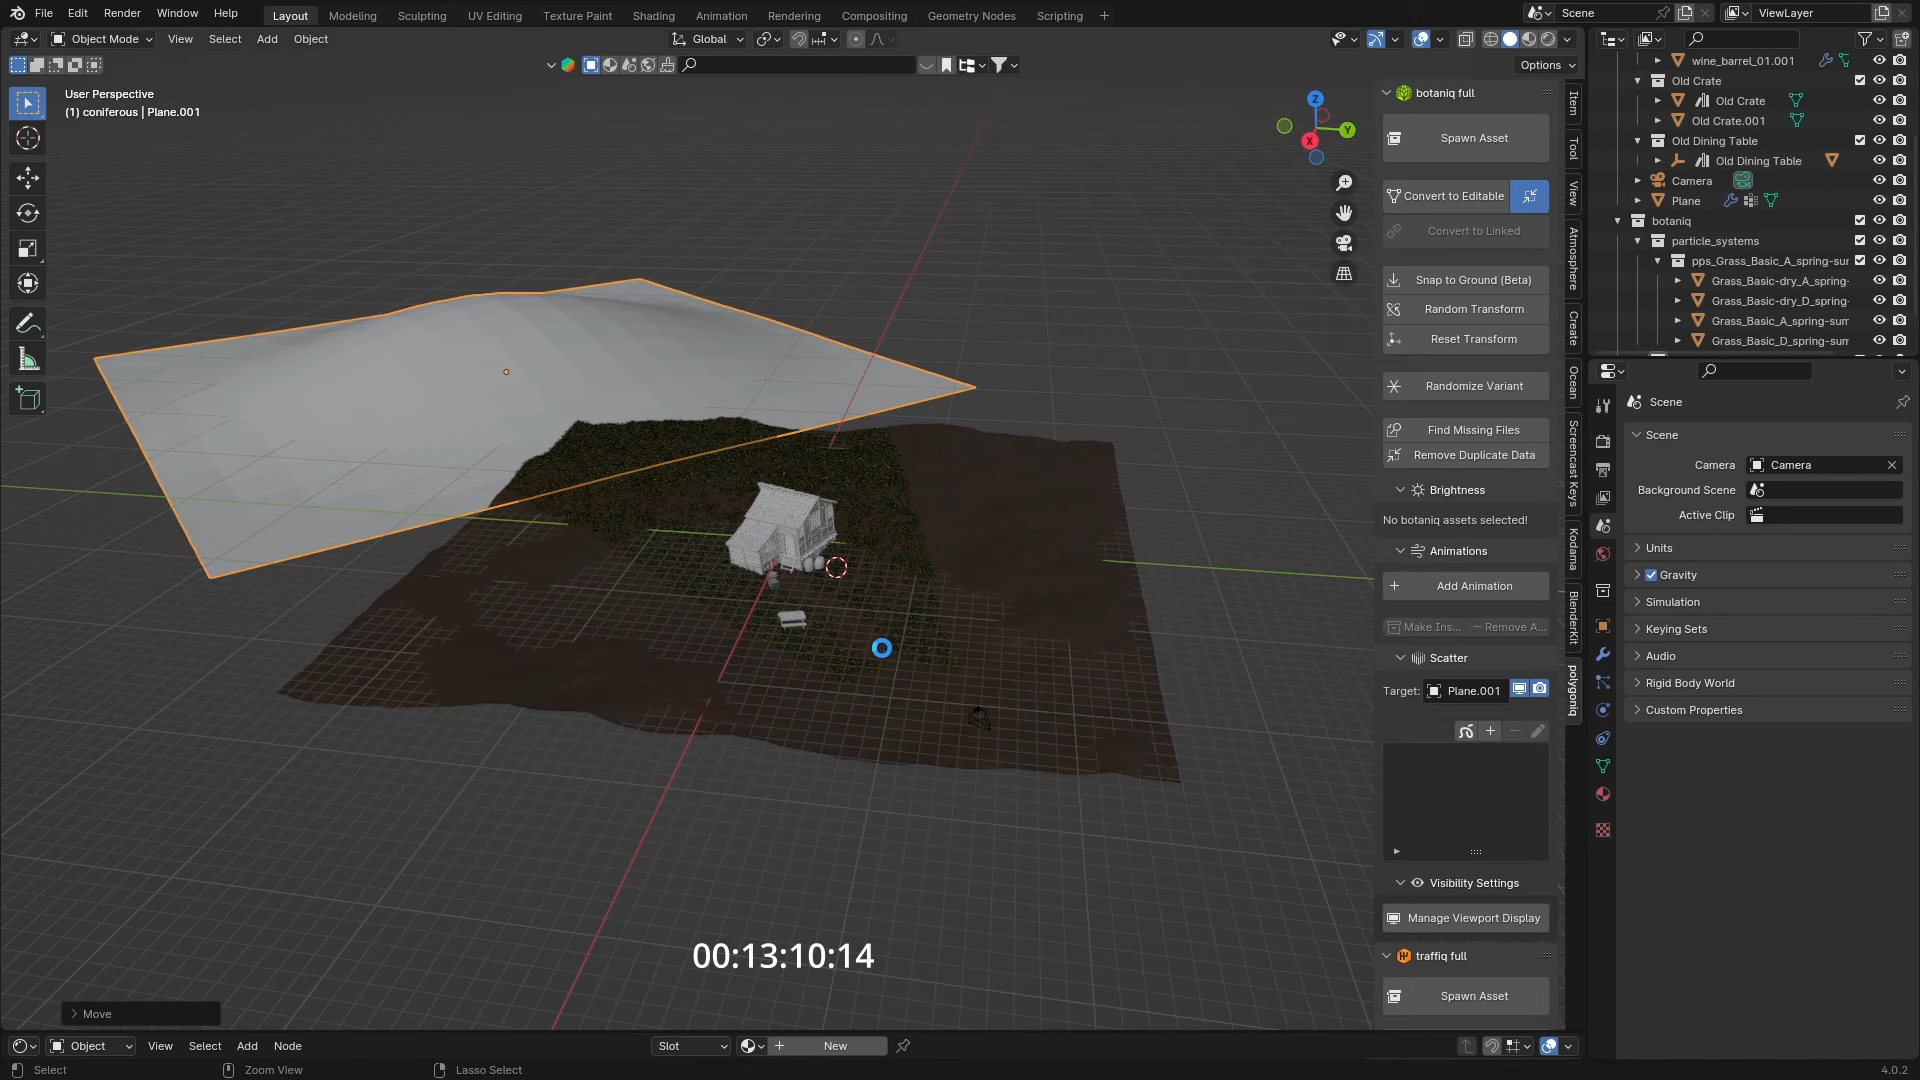 File Edit Render Window Help Layout Modeling Sculpting UV Editing Texture Paint Shading Animation Rendering Compositing Geometry Nodes Scripting + Scene ViewLayer
Object Mode View Select Add Object Global
Options
User Perspective
(1) coniferous | Plane.001
Z
Y
X
botaniq full
Spawn Asset
Convert to Editable
Convert to Linked
Snap to Ground (Beta)
Random Transform
Reset Transform
Randomize Variant
Find Missing Files
Remove Duplicate Data
Brightness
No botaniq assets selected!
Animations
Add Animation
Make Ins... Remove A...
Scatter
Target: Plane.001
Visibility Settings
Manage Viewport Display
traffiq full
Spawn Asset
Item
Tool
View
Atmosphere
Create
Ocean
Screencast Keys
Kodama
BlenderKit
polygoniq
wine_barrel_01.001
Old Crate
Old Crate
Old Crate.001
Old Dining Table
Old Dining Table
Camera
Plane
botaniq
particle_systems
pps_Grass_Basic_A_spring-sur
Grass_Basic-dry_A_spring-
Grass_Basic-dry_D_spring-
Grass_Basic_A_spring-sum
Grass_Basic_D_spring-sum
Scene
Scene
Camera Camera
Background Scene
Active Clip
Units
Gravity
Simulation
Keying Sets
Audio
Rigid Body World
Custom Properties
00:13:10:14
Move
Object View Select Add Node Slot New
Select Zoom View Lasso Select 4.0.2